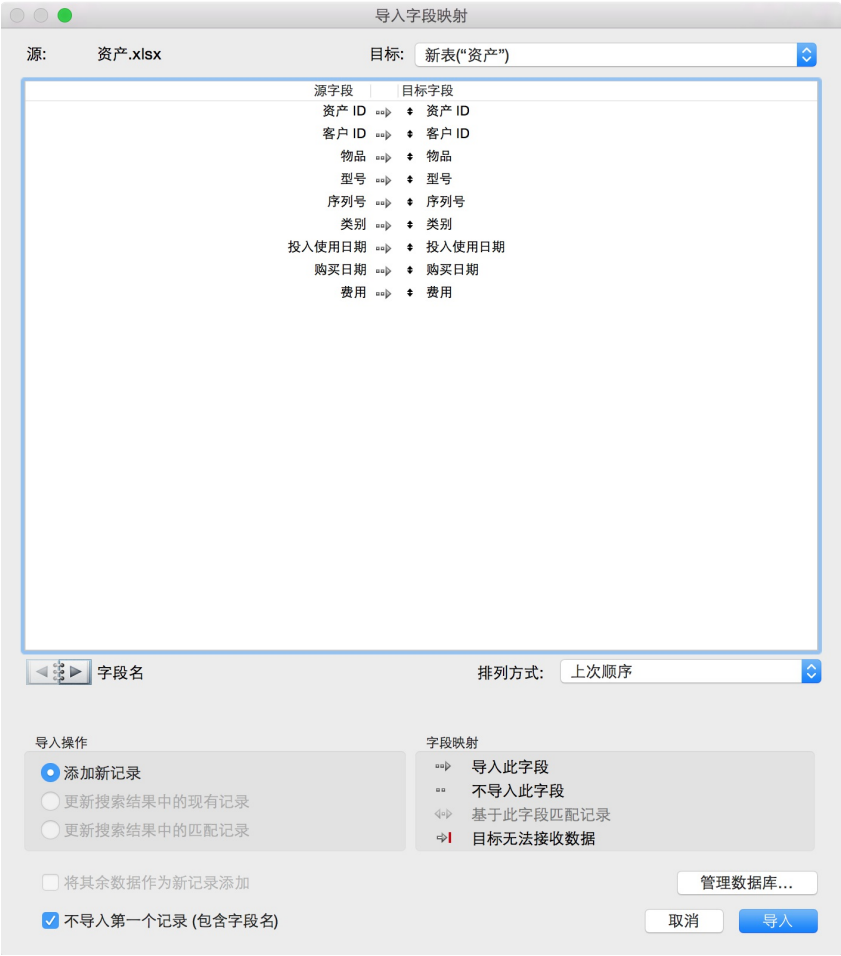 导入字段映射
源: 资产.xlsx 目标: 新表(“资产”)
源字段 目标字段
资产 ID 资产 ID
客户 ID 客户 ID
物品 物品
型号 型号
序列号 序列号
类别 类别
投入使用日期 投入使用日期
购买日期 购买日期
费用 费用
字段名 排列方式: 上次顺序
导入操作 字段映射
添加新记录 导入此字段
更新搜索结果中的现有记录 不导入此字段
更新搜索结果中的匹配记录 基于此字段匹配记录
目标无法接收数据
将其余数据作为新记录添加 管理数据库...
不导入第一个记录 (包含字段名) 取消 导入